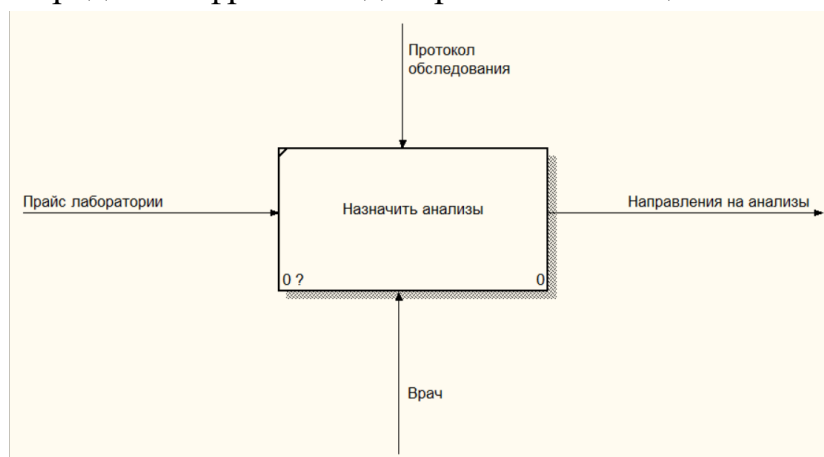 Протокол
обследования
Прайс лаборатории
Назначить анализы
Направления на анализы
0 ?
0
Врач